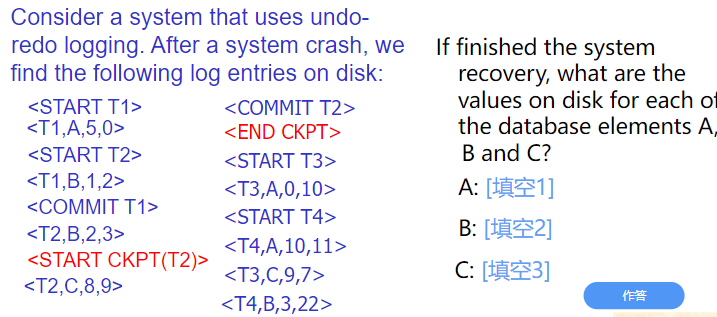 Consider a system that uses undo-
redo logging. After a system crash, we
find the following log entries on disk:
<START T1>
<T1,A,5,0>
<START T2>
<T1,B,1,2>
<COMMIT T1>
<T2,B,2,3>
<START CKPT(T2)>
<T2,C,8,9>
<COMMIT T2>
<END CKPT>
<START T3>
<T3,A,0,10>
<START T4>
<T4,A,10,11>
<T3,C,9,7>
<T4,B,3,22>
If finished the system
recovery, what are the
values on disk for each of
the database elements A,
B and C?
A: [填空1]
B: [填空2]
C: [填空3]
作答